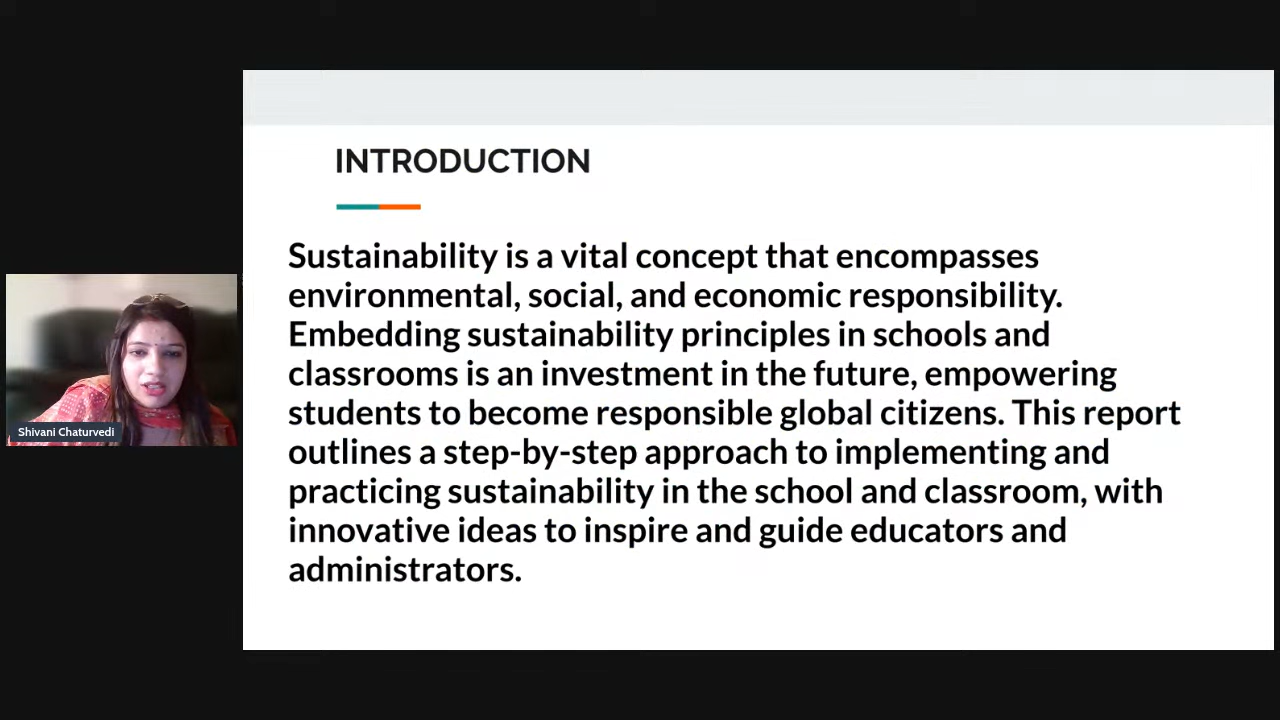 INTRODUCTION
Sustainability is a vital concept that encompasses
environmental, social, and economic responsibility.
Embedding sustainability principles in schools and
classrooms is an investment in the future, empowering
students to become responsible global citizens. This report
outlines a step-by-step approach to implementing and
practicing sustainability in the school and classroom, with
innovative ideas to inspire and guide educators and
administrators.
Shivani Chaturvedi